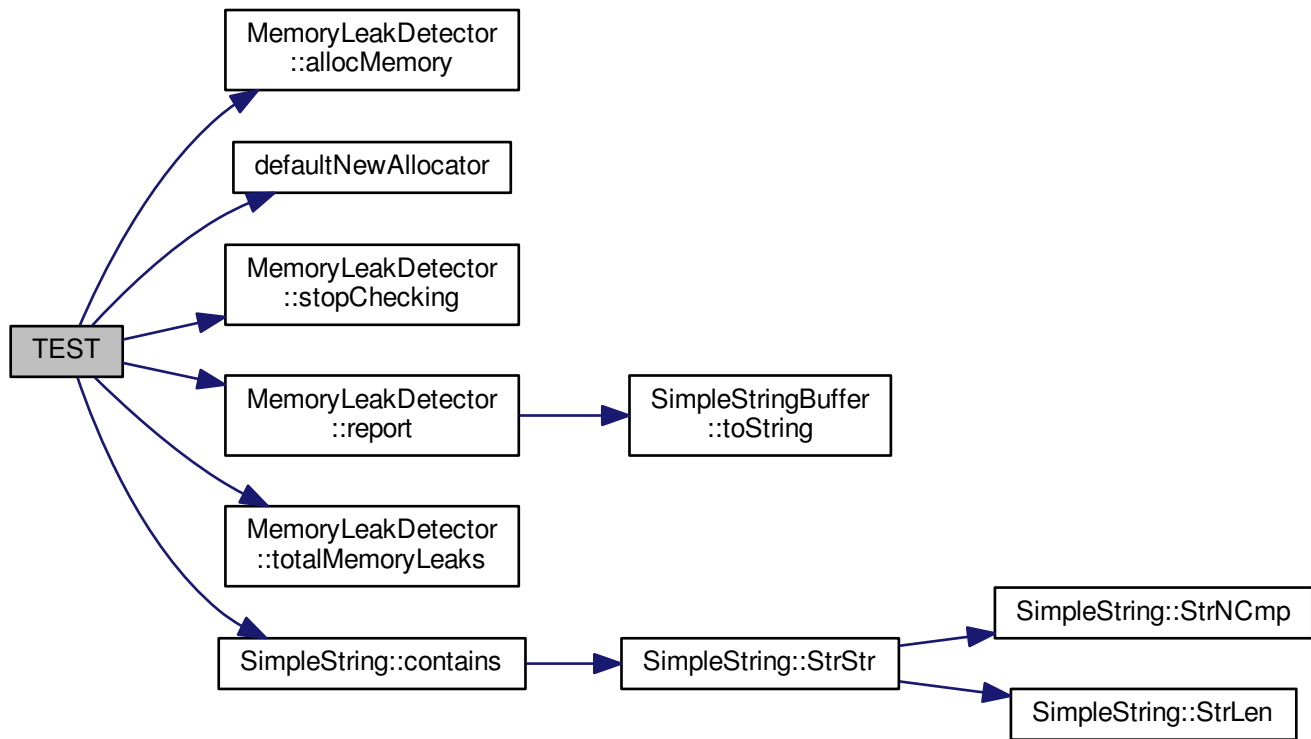 MemoryLeakDetector
::allocMemory
defaultNewAllocator
MemoryLeakDetector
::stopChecking
TEST
MemoryLeakDetector
::report
SimpleStringBuffer
::toString
MemoryLeakDetector
::totalMemoryLeaks
SimpleString::contains
SimpleString::StrStr
SimpleString::StrNCmp
SimpleString::StrLen